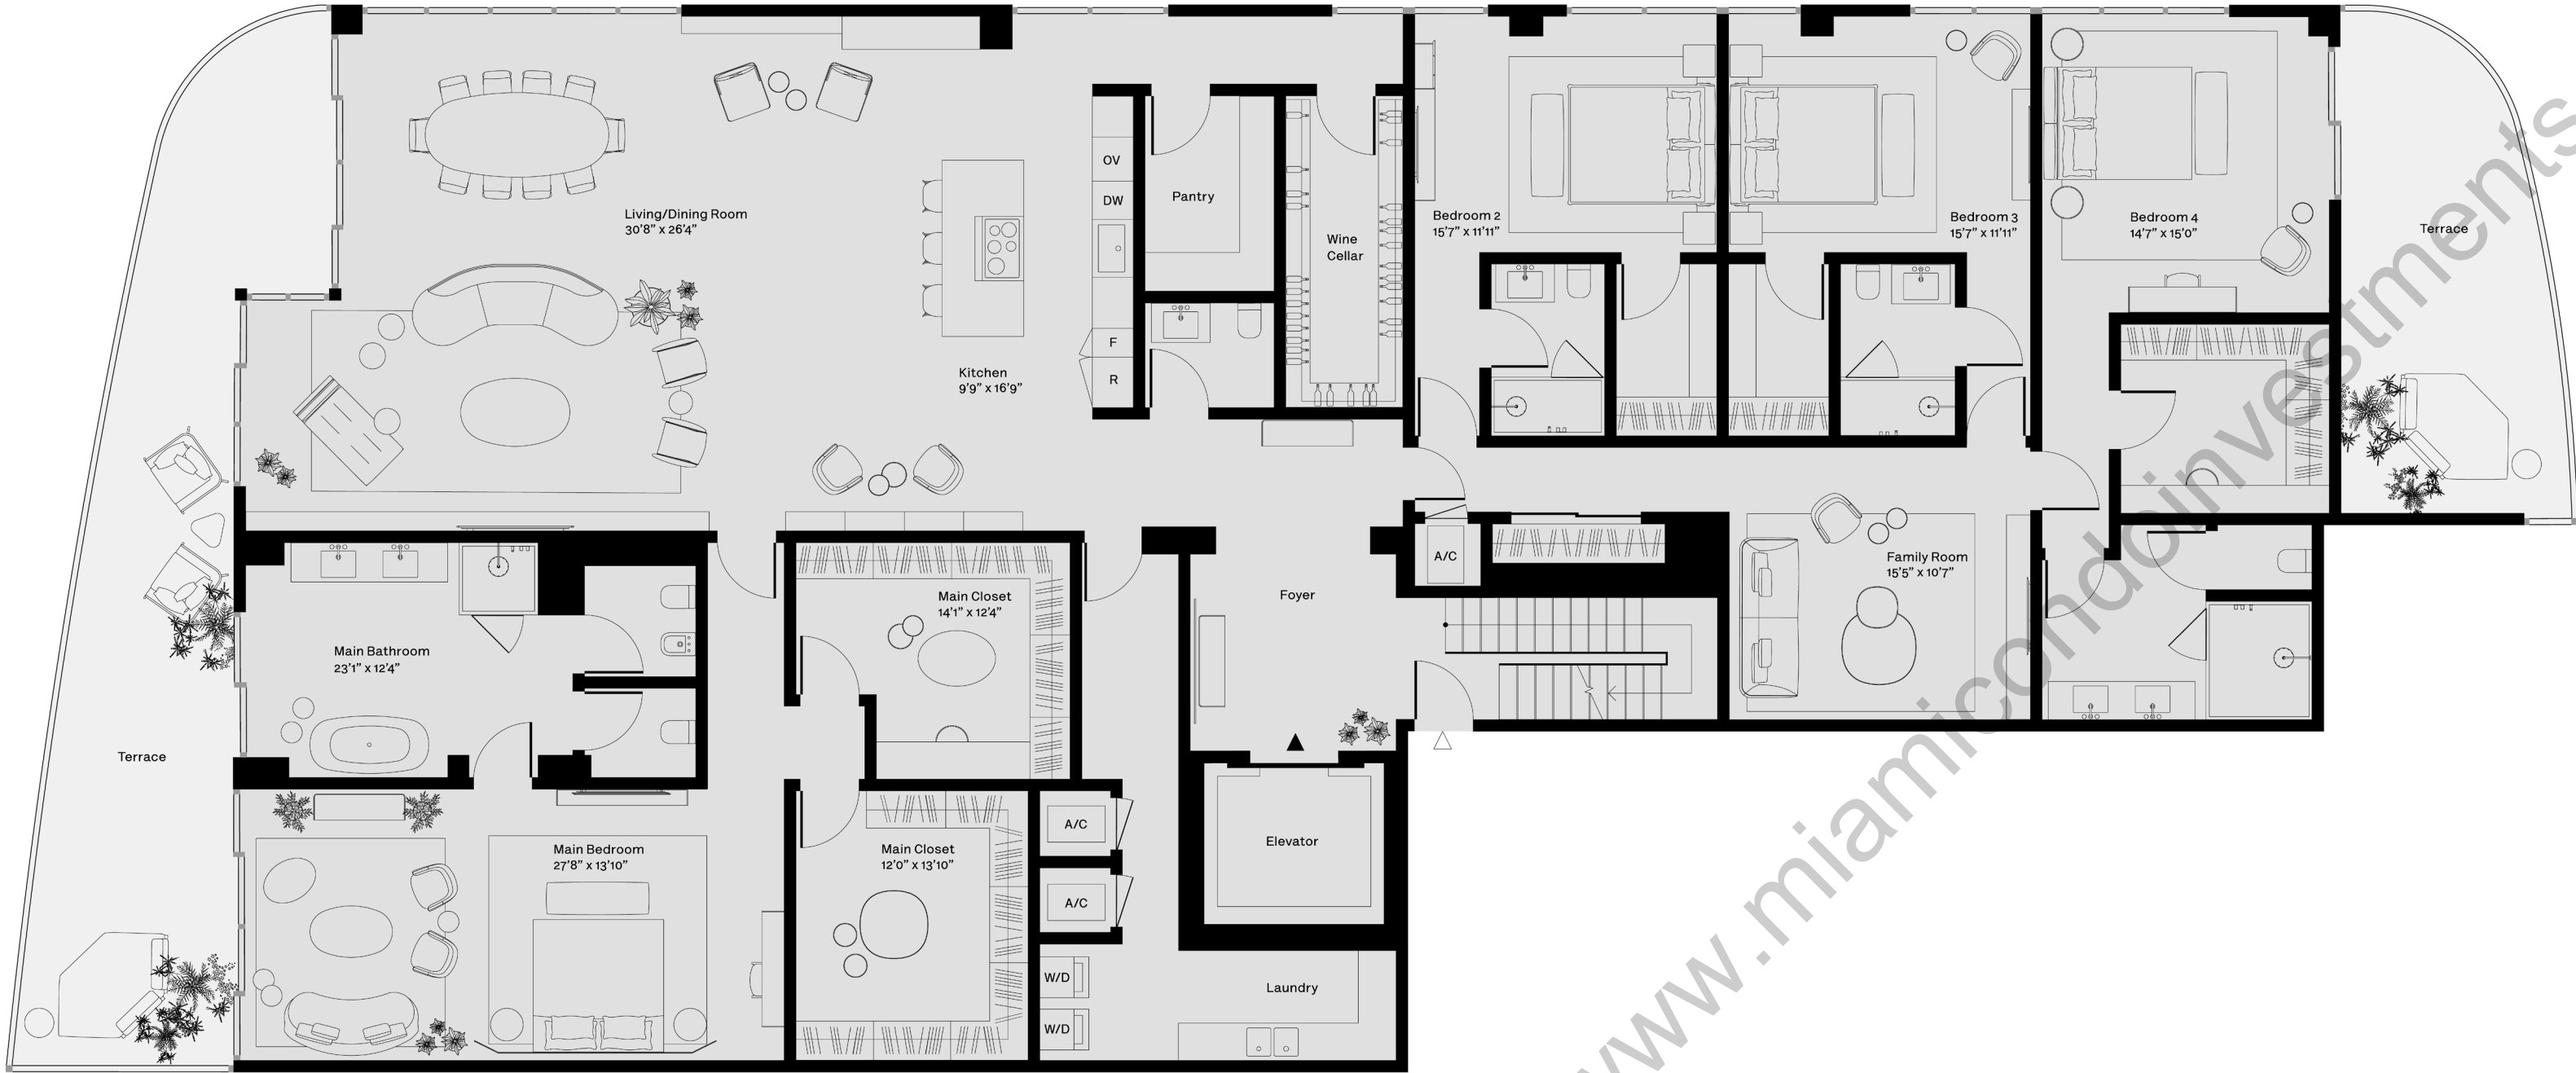 Living/Dining Room
30'8" x 26'4"
Kitchen
9'9" x 16'9"
OV
DW
F
R
Pantry
Wine
Cellar
Bedroom 2
15'7" x 11'11"
Bedroom 3
15'7" x 11'11"
Bedroom 4
14'7" x 15'0"
Terrace
A/C
Family Room
15'5" x 10'7"
Foyer
Main Closet
14'1" x 12'4"
Main Bathroom
23'1" x 12'4"
Terrace
Main Bedroom
27'8" x 13'10"
Main Closet
12'0" x 13'10"
A/C
A/C
Elevator
W/D
W/D
Laundry
www.miamicondoinvestments